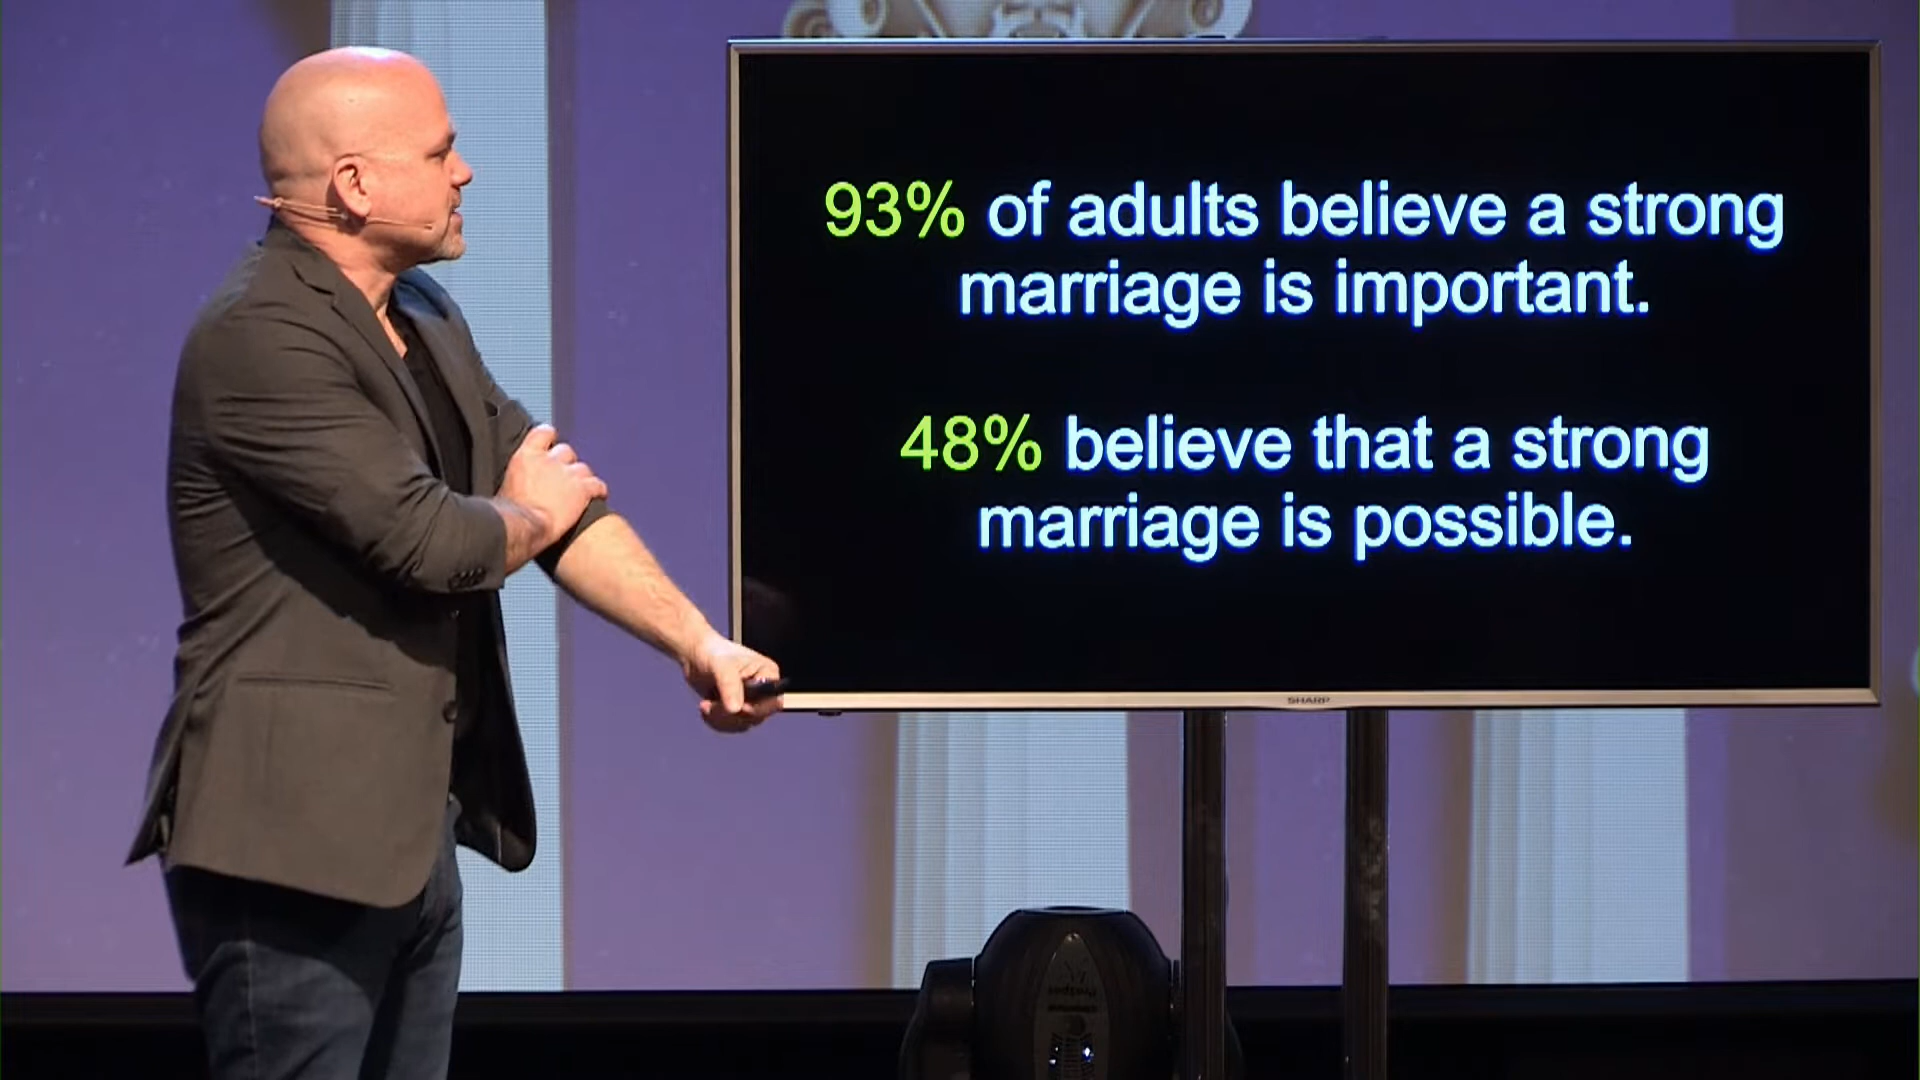 93% of adults believe a strong
marriage is important.
48% believe that a strong
marriage is possible.
SHARP